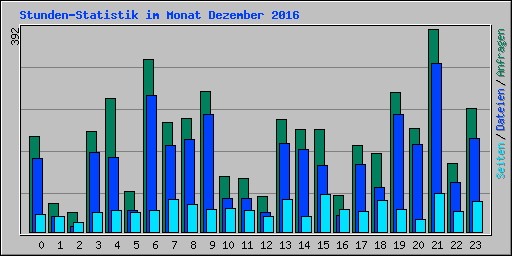 Stunden-Statistik im Monat Dezember 2016
392
Seiten / Dateien / Anfragen
0 1 2 3 4 5 6 7 8 9 10 11 12 13 14 15 16 17 18 19 20 21 22 23